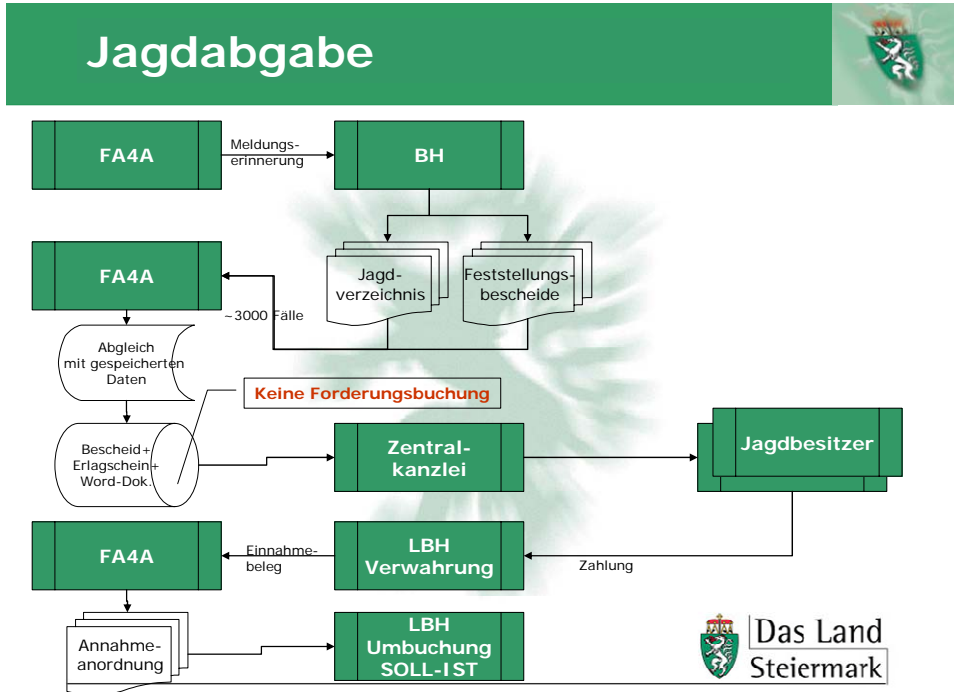 Jagdabgabe
FA4A
Meldungs-
erinnerung
BH
FA4A
Jagd-
verzeichnis
Feststellungs-
bescheide
~3000 Fälle
Abgleich
mit gespeicherten
Daten
Keine Forderungsbuchung
Bescheid+
Erlagschein+
Word-Dok.
Zentral-
kanzlei
Jagdbesitzer
FA4A
Einnahme-
beleg
LBH
Verwahrung
Zahlung
Annahme-
anordnung
LBH
Umbuchung
SOLL-IST
Das Land
Steiermark